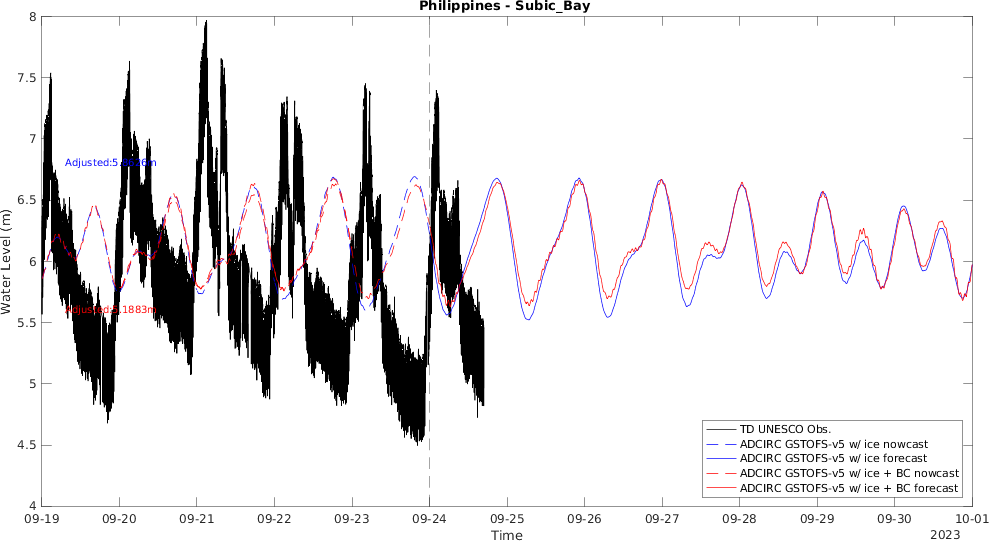 Philippines - Subic_Bay
8
7.5
7
6.5
6
5.5
5
4.5
4
Water Level (m)
Adjusted:
Adjusted:
TD UNESCO Obs.
ADCIRC GSTOFS-v5 w/ ice nowcast
ADCIRC GSTOFS-v5 w/ ice forecast
ADCIRC GSTOFS-v5 w/ ice + BC nowcast
ADCIRC GSTOFS-v5 w/ ice + BC forecast
09-19 09-20 09-21 09-22 09-23 09-24 09-25 09-26 09-27 09-28 09-29 09-30 10-01
Time
2023